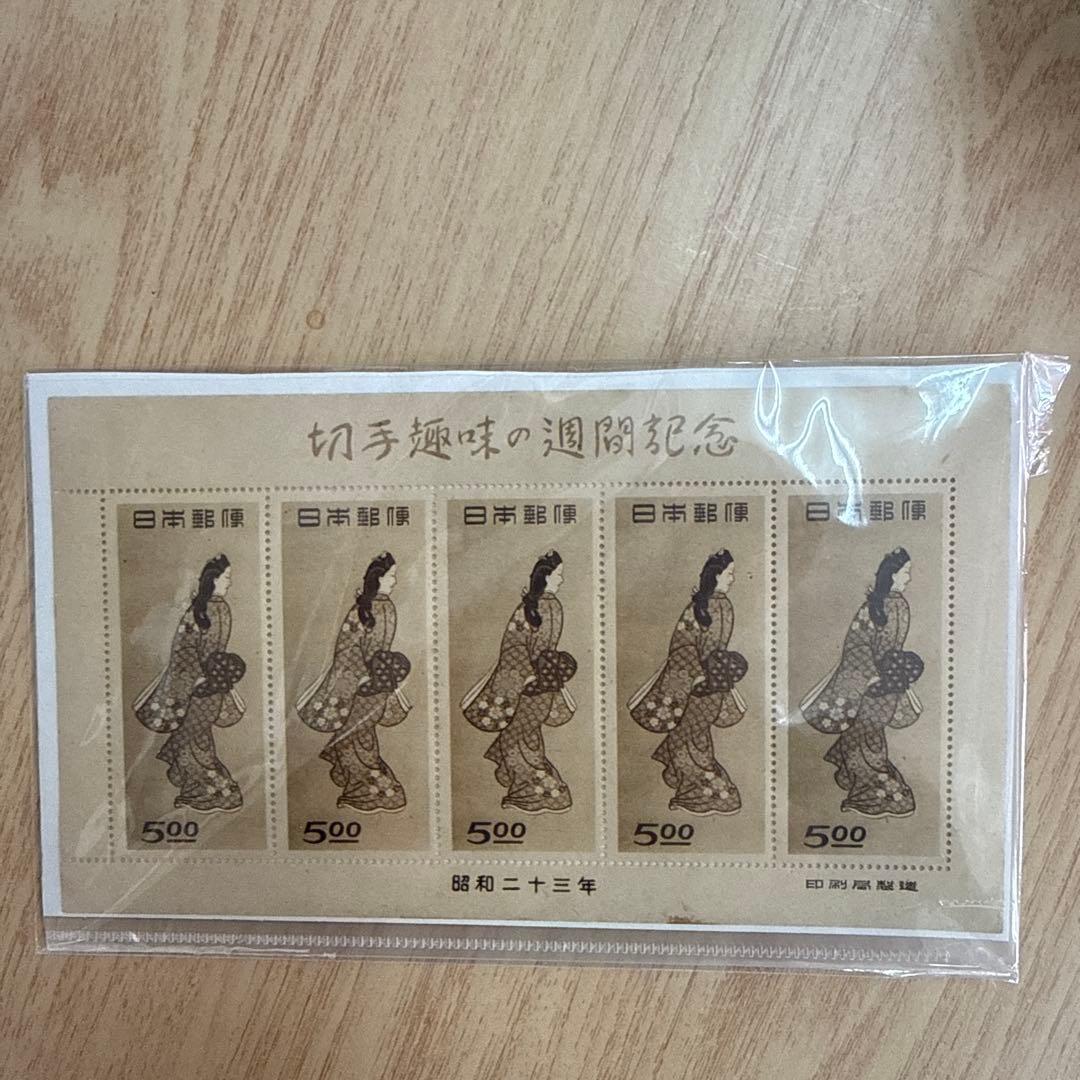 切手趣味の週間記念
日本郵便 日本郵便 日本郵便 日本郵便 日本郵便
5.00 5.00 5.00 5.00 5.00
昭和二十三年
印刷局製造